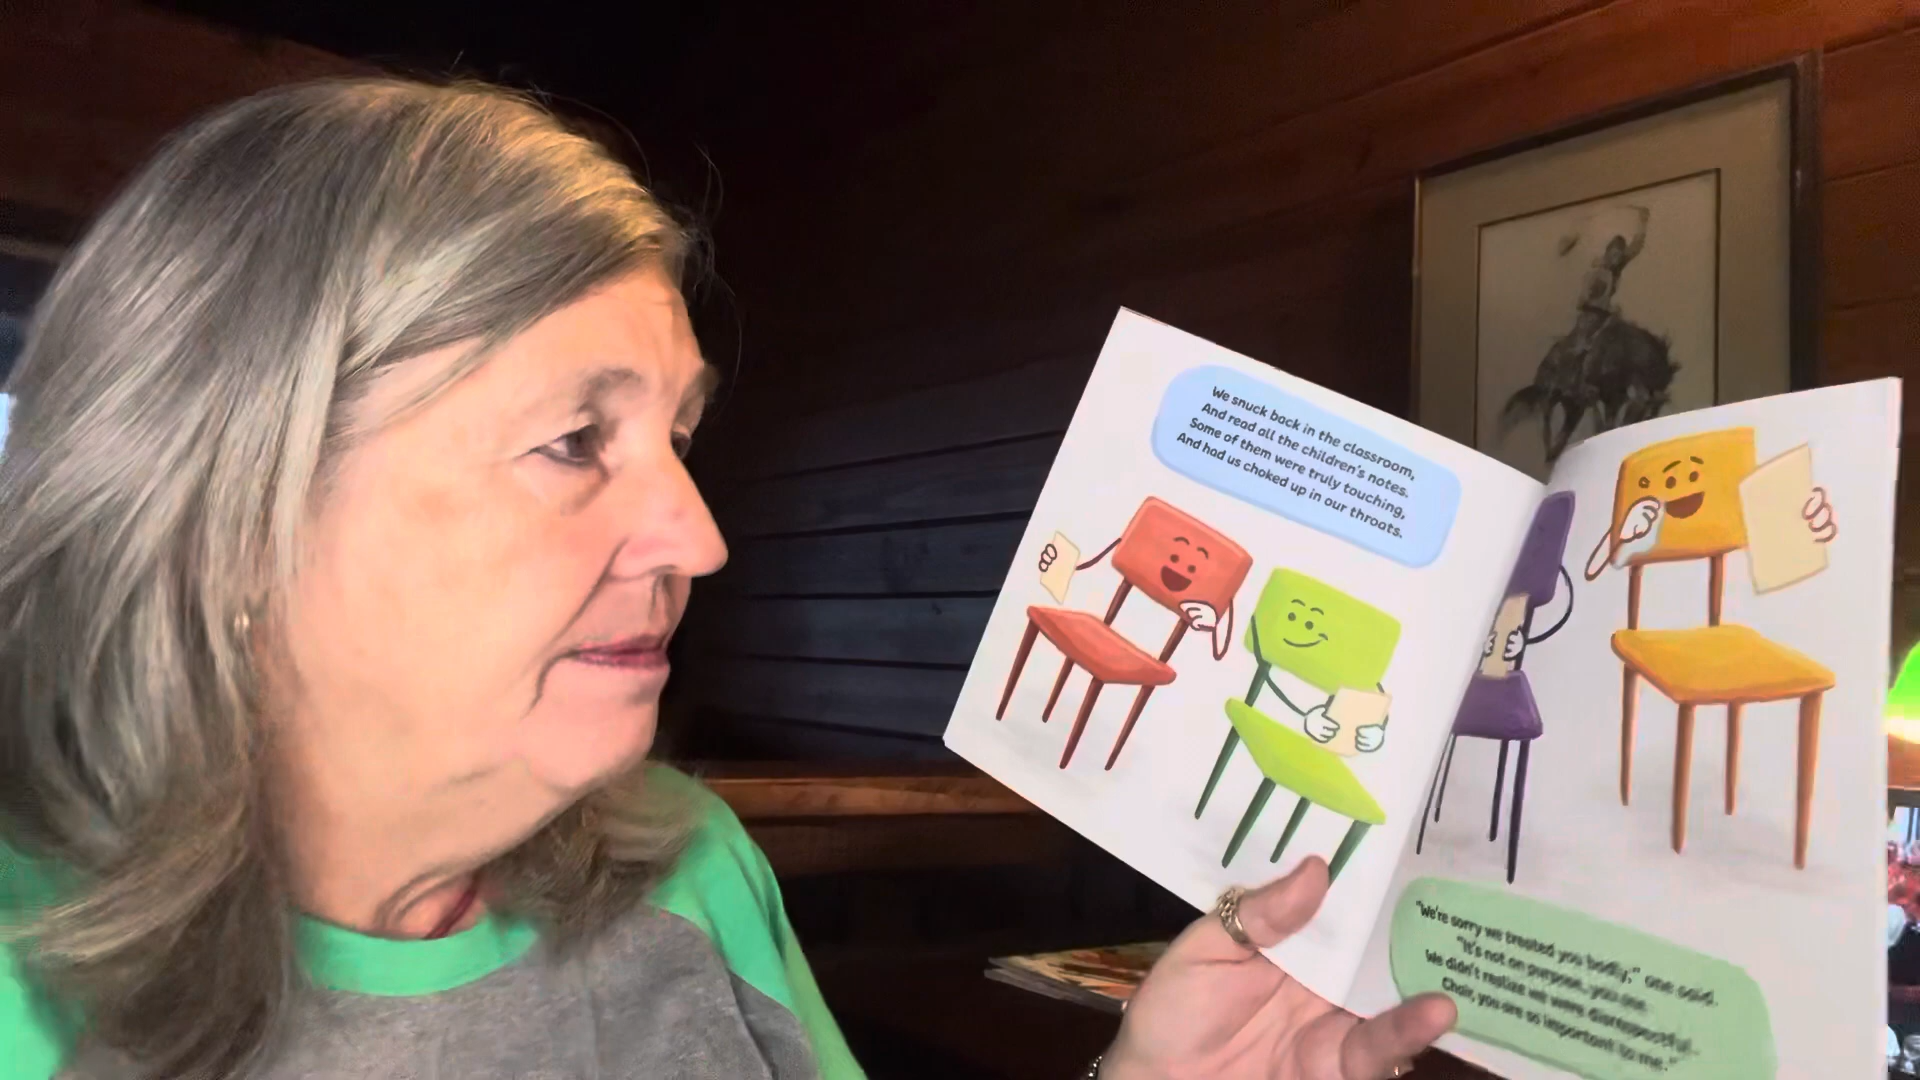 We snuck back in the classroom,
And read all the children's notes.
Some of them were truly touching,
And had us choked up in our throats.
"We're sorry we treated you badly," one said.
"It's not on purpose, you see.
We didn't realize we were disrespectful.
Chair, you are so important to me."